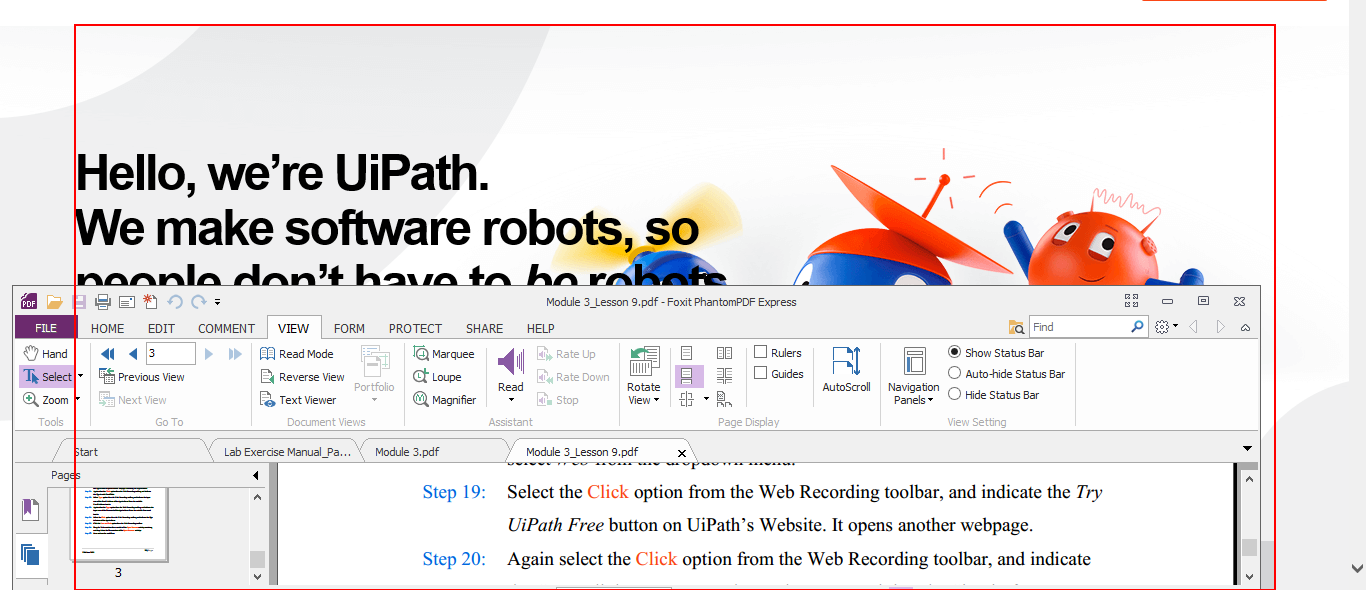 Hello, we’re UiPath.
We make software robots, so
people don’t have to be robots.
PDF
Module 3_Lesson 9.pdf - Foxit PhantomPDF Express
FILE HOME EDIT COMMENT VIEW FORM PROTECT SHARE HELP Find
Hand 3 Read Mode Marquee Rate Up Rulers Show Status Bar
Select Previous View Reverse View Portfolio Loupe Read Rate Down Rotate View Guides AutoScroll Navigation Panels Auto-hide Status Bar
Zoom Next View Text Viewer Magnifier Stop Hide Status Bar
Tools Go To Document Views Assistant Page Display View Setting
Start Lab Exercise Manual_Pa... Module 3.pdf Module 3_Lesson 9.pdf
Pages
select Web from the dropdown menu.
Step 19: Select the Click option from the Web Recording toolbar, and indicate the Try
UiPath Free button on UiPath’s Website. It opens another webpage.
Step 20: Again select the Click option from the Web Recording toolbar, and indicate
3